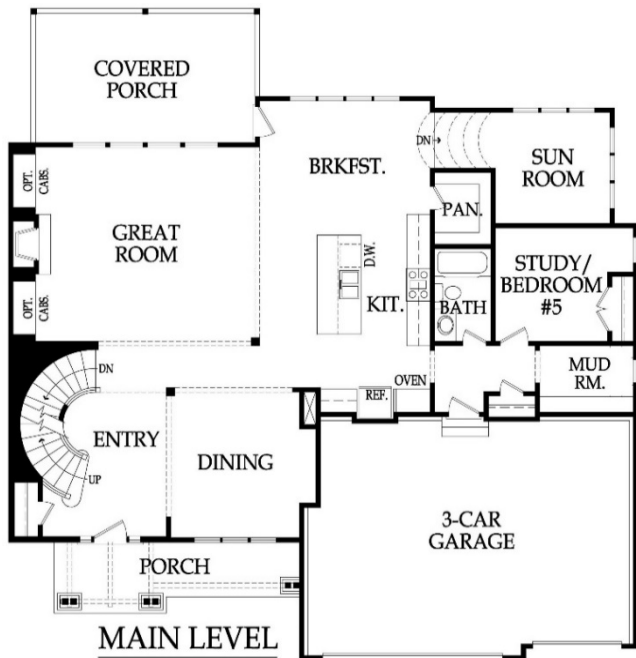 COVERED
PORCH
BRKFST.
DN
SUN
ROOM
OPT.
CABS.
PAN.
GREAT
ROOM
D.W.
STUDY/
BEDROOM
#5
OPT.
CABS.
KIT.
BATH
DN
MUD
RM.
OVEN
REF.
ENTRY
DINING
UP
3-CAR
GARAGE
PORCH
MAIN LEVEL